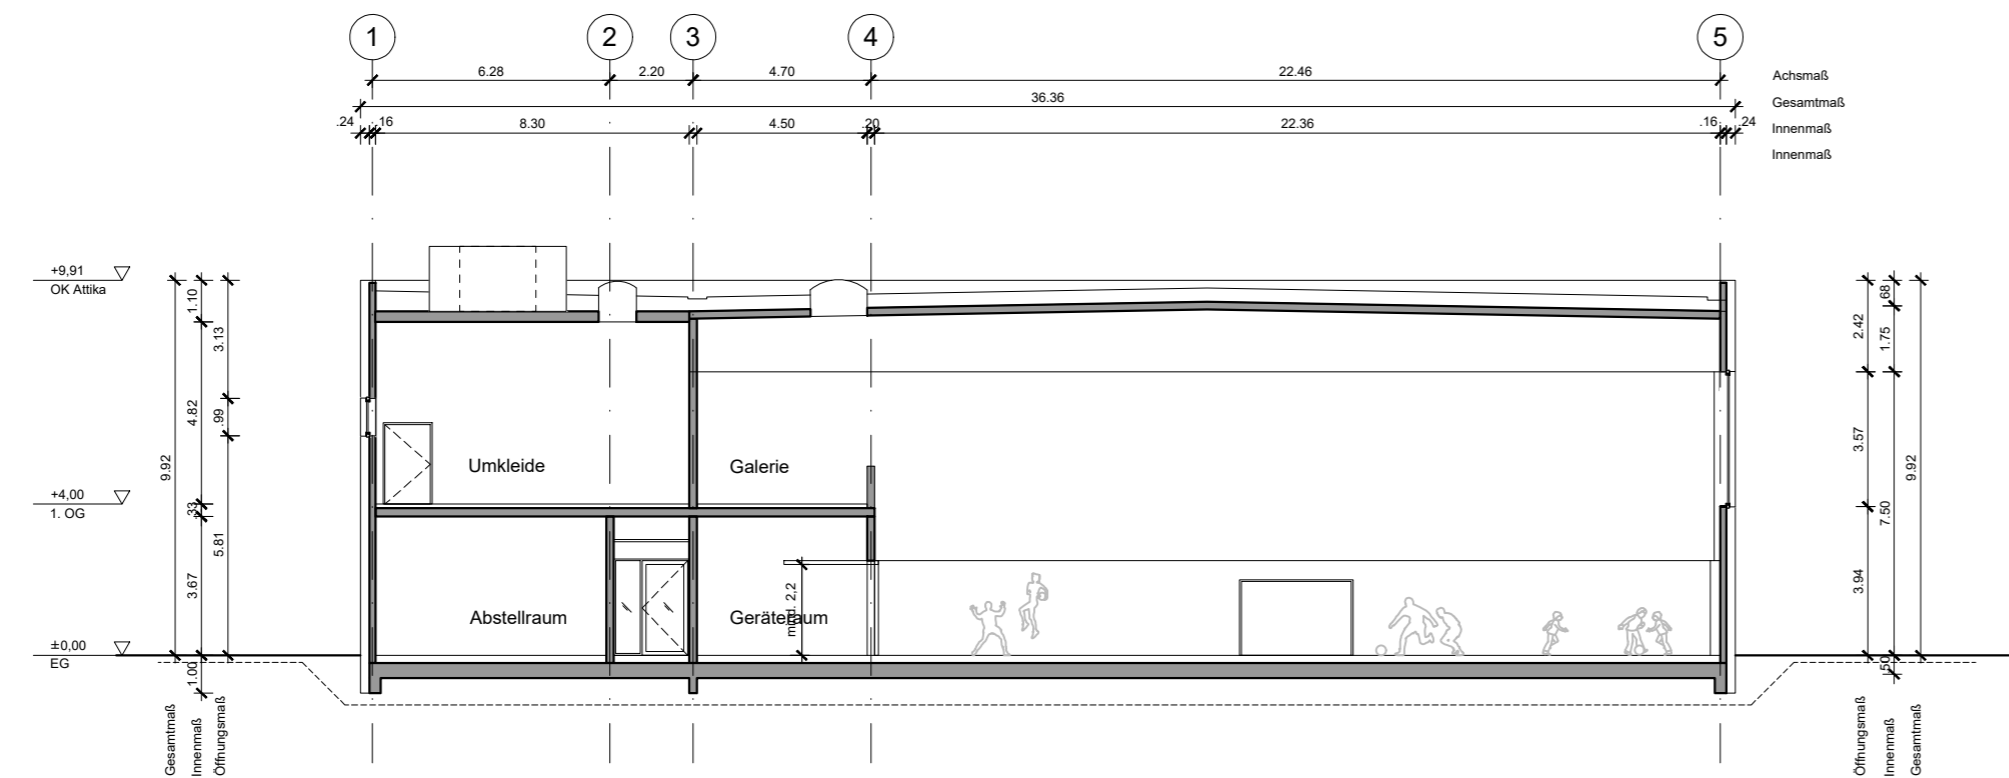 1 2 3 4 5
6.28 2.20 4.70 22.46 Achsmaß
36.36 Gesamtmaß
.24 .16 8.30 4.50 .20 22.36 .16 .24 Innenmaß
Innenmaß
+9,91
OK Attika
1.10
3.13
.99
4.82
9.92
+4,00
1. OG
.33
5.81
3.67
±0,00
EG
1.00
Gesamtmaß
Innenmaß
Öffnungsmaß
Umkleide
Galerie
Abstellraum
Geräteraum
mind. 2,2
68
2.42
1.75
3.57
9.92
7.50
3.94
.50
Öffnungsmaß
Innenmaß
Gesamtmaß